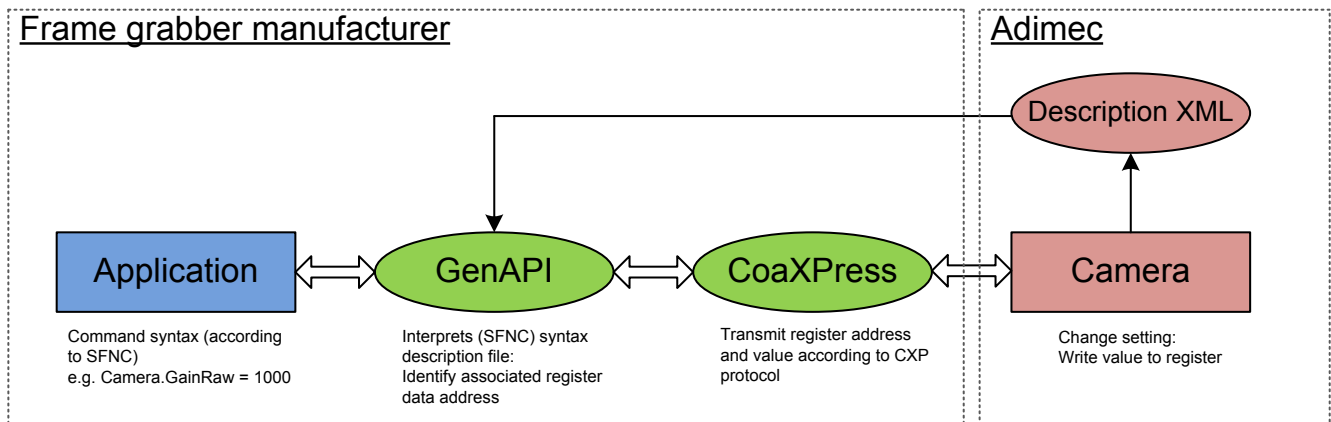 Frame grabber manufacturer
Adimec
Description XML
Application
GenAPI
CoaXPress
Camera
Command syntax (according
to SFNC)
e.g. Camera.GainRaw = 1000
Interprets (SFNC) syntax
description file:
Identify associated register
data address
Transmit register address
and value according to CXP
protocol
Change setting:
Write value to register